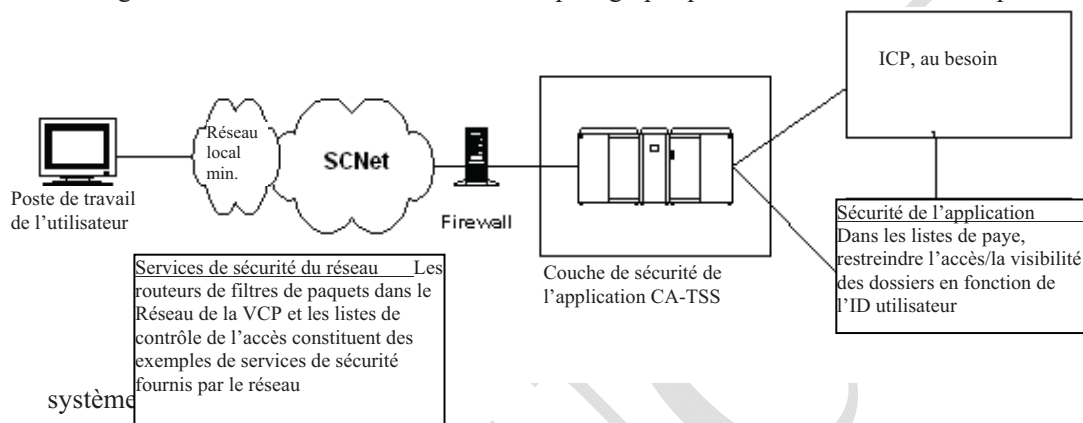 ICP, au besoin
Réseau
local
min.
SCNet
Poste de travail
de l'utilisateur
Firewall
Sécurité de l'application
Dans les listes de paye,
restreindre l'accès/la visibilité
des dossiers en fonction de
l'ID utilisateur
Couche de sécurité de
l'application CA-TSS
Services de sécurité du réseau Les
routeurs de filtres de paquets dans le
Réseau de la VCP et les listes de
contrôle de l'accès constituent des
exemples de services de sécurité
fournis par le réseau
système